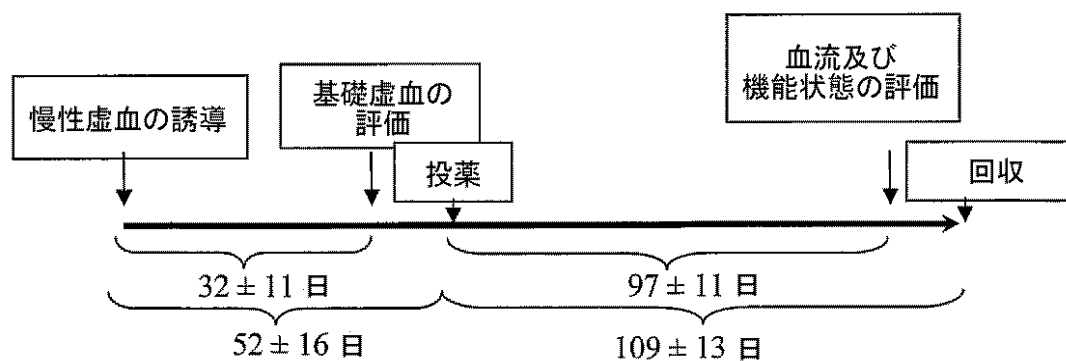 慢性虚血の誘導
基礎虚血の
評価
投薬
血流及び
機能状態の評価
回収
32 ± 11 日
97 ± 11 日
52 ± 16 日
109 ± 13 日